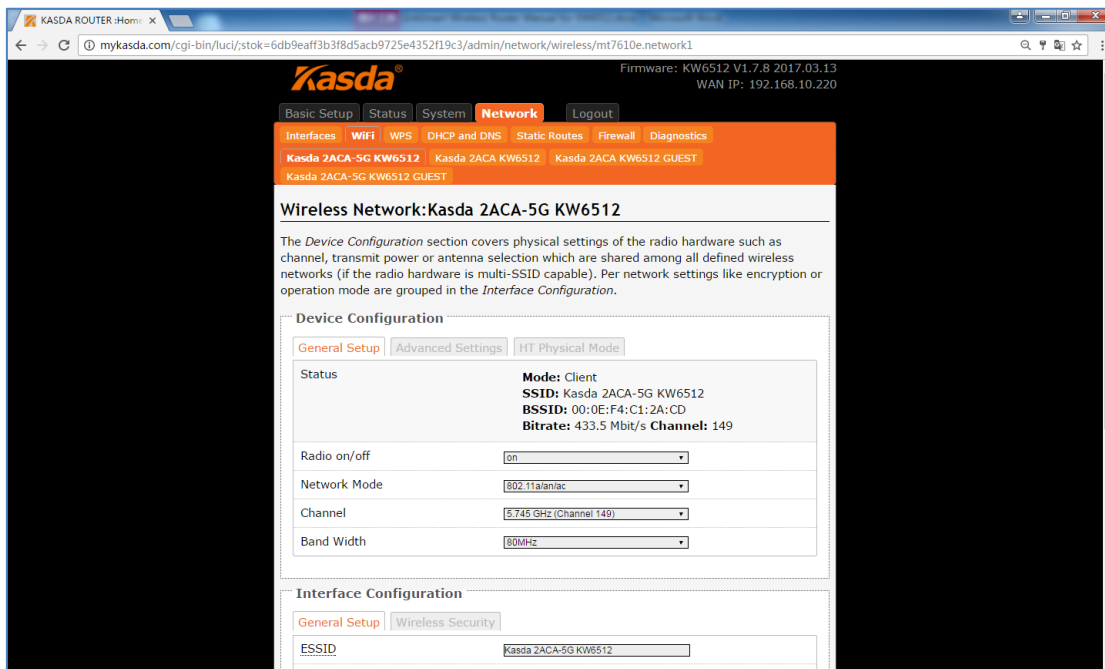 KASDA ROUTER :Home
mykasda.com/cgi-bin/luci/;stok=6db9eaff3b3f8d5acb9725e4352f19c3/admin/network/wireless/mt7610e.network1
Kasda®
Firmware: KW6512 V1.7.8 2017.03.13
WAN IP: 192.168.10.220
Basic Setup Status System Network Logout
Interfaces WiFi WPS DHCP and DNS Static Routes Firewall Diagnostics
Kasda 2ACA-5G KW6512 Kasda 2ACA KW6512 Kasda 2ACA KW6512 GUEST
Kasda 2ACA-5G KW6512 GUEST
Wireless Network:Kasda 2ACA-5G KW6512
The Device Configuration section covers physical settings of the radio hardware such as
channel, transmit power or antenna selection which are shared among all defined wireless
networks (if the radio hardware is multi-SSID capable). Per network settings like encryption or
operation mode are grouped in the Interface Configuration.
Device Configuration
General Setup Advanced Settings HT Physical Mode
Status
Mode: Client
SSID: Kasda 2ACA-5G KW6512
BSSID: 00:0E:F4:C1:2A:CD
Bitrate: 433.5 Mbit/s Channel: 149
Radio on/off on
Network Mode 802.11a/an/ac
Channel 5.745 GHz (Channel 149)
Band Width 80MHz
Interface Configuration
General Setup Wireless Security
ESSID Kasda 2ACA-5G KW6512